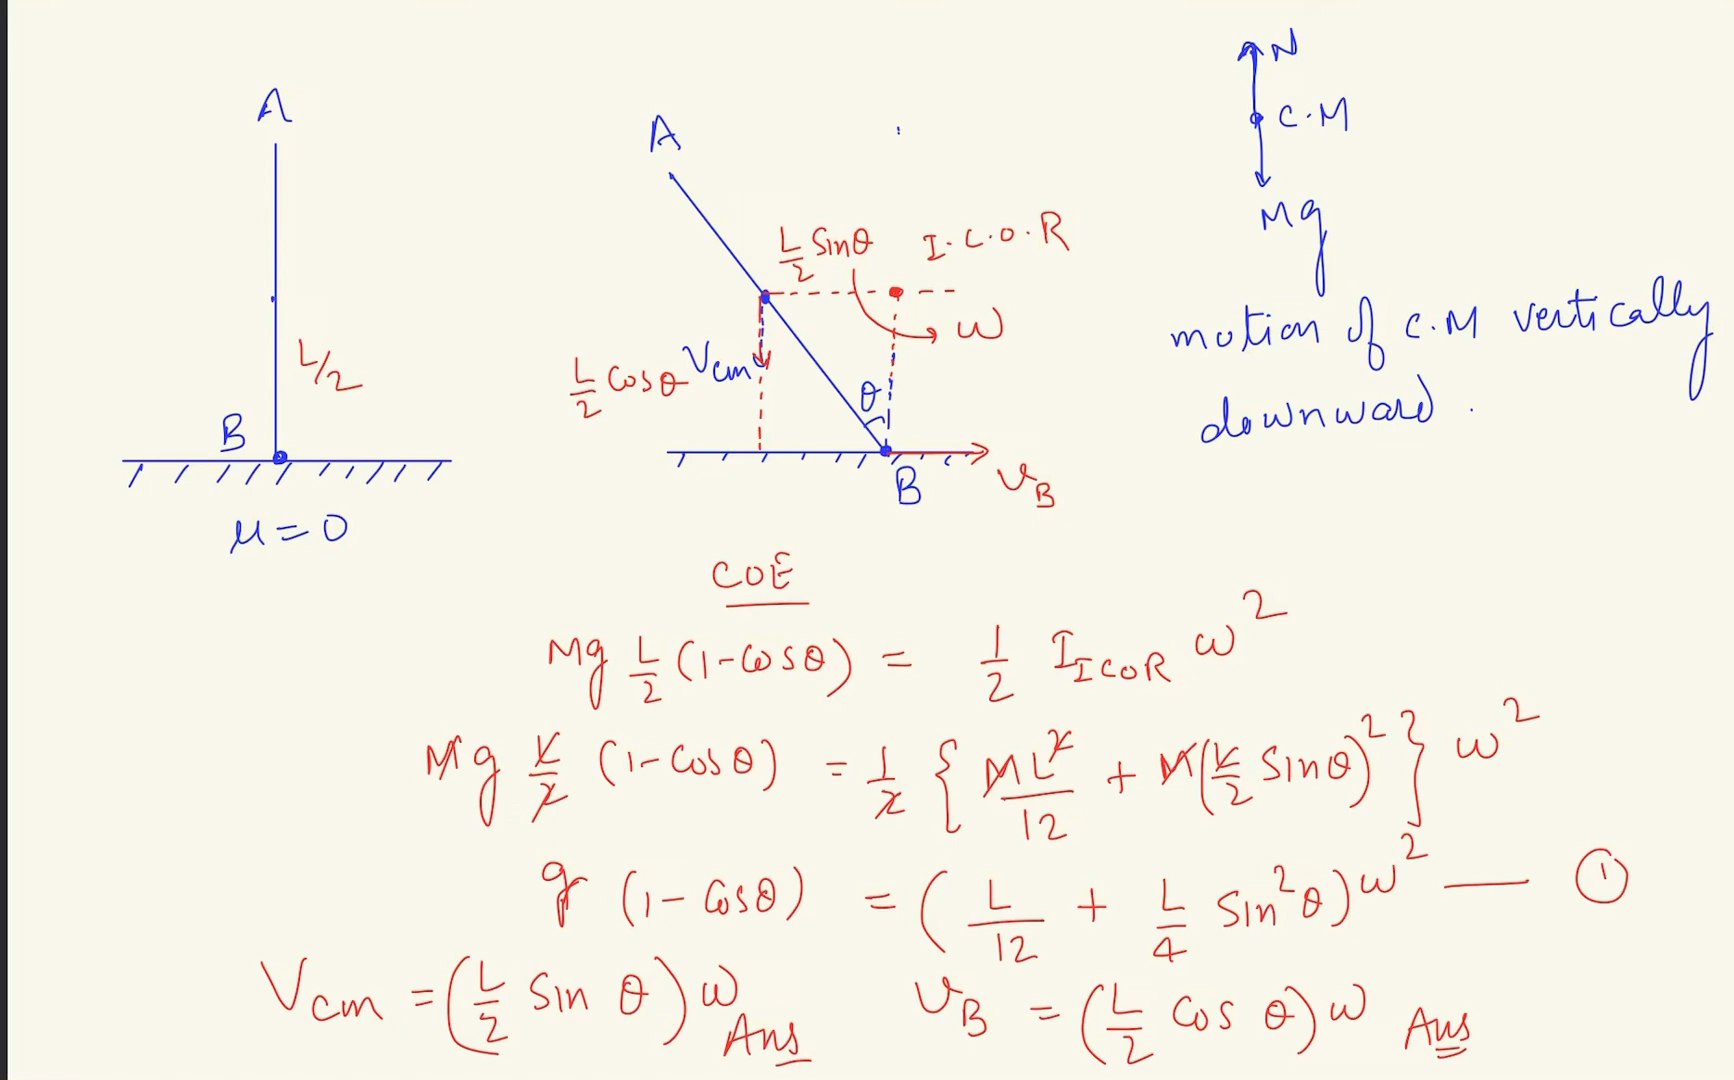 A
L/2
B
μ = 0
A
L/2 Sinθ
I.C.O.R
ω
L/2 Cosθ
Vcm
θ
B
vB
N
C.M
Mg
motion of C.M vertically
downward.
COE
Mg L/2 (1-Cosθ) = 1/2 I_ICOR ω²
Mg L/2 (1-Cosθ) = 1/2 { ML²/12 + M(L/2 Sinθ)² } ω²
g (1-Cosθ) = ( L/12 + L/4 Sin²θ ) ω² — ①
Vcm = (L/2 Sin θ) ω Ans
vB = (L/2 Cos θ) ω Ans